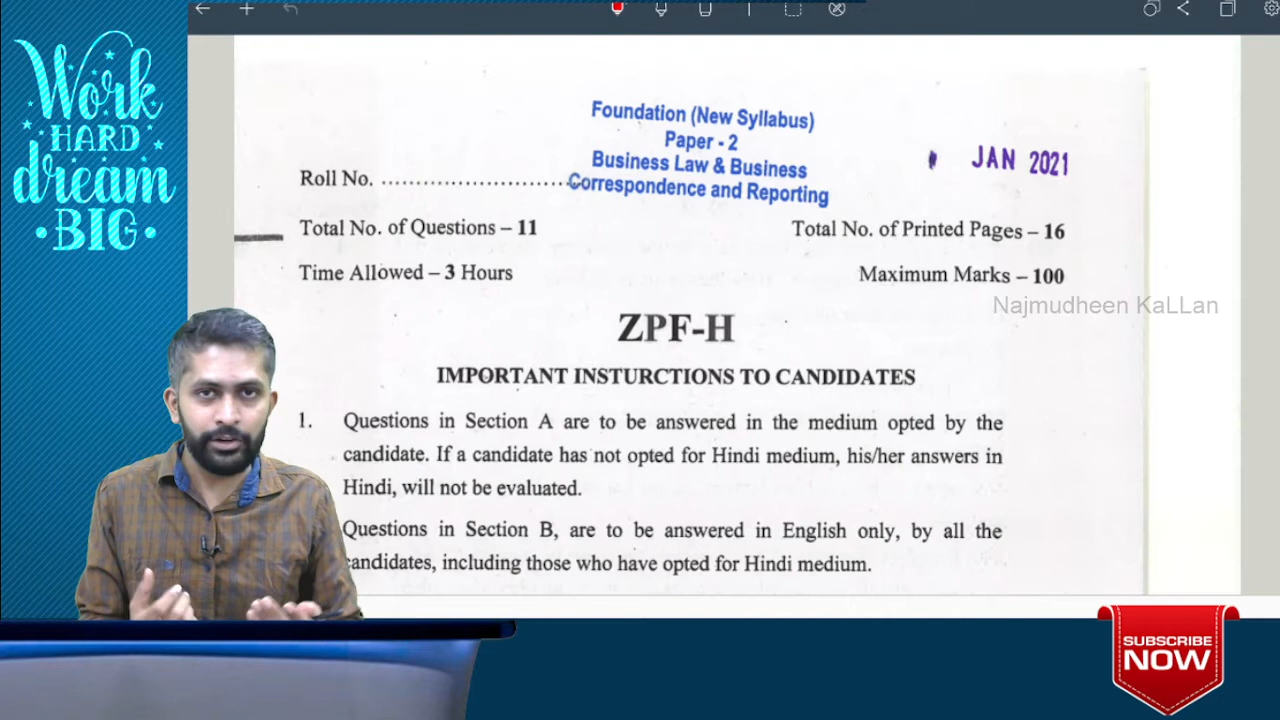 Work
HARD
dream
BIG
Foundation (New Syllabus)
Paper - 2
Business Law & Business
Correspondence and Reporting
JAN 2021
Roll No. ............................
Total No. of Questions – 11
Total No. of Printed Pages – 16
Time Allowed – 3 Hours
Maximum Marks – 100
Najmudheen KaLLan
ZPF-H
IMPORTANT INSTURCTIONS TO CANDIDATES
1. Questions in Section A are to be answered in the medium opted by the
candidate. If a candidate has not opted for Hindi medium, his/her answers in
Hindi, will not be evaluated.
Questions in Section B, are to be answered in English only, by all the
candidates, including those who have opted for Hindi medium.
SUBSCRIBE
NOW